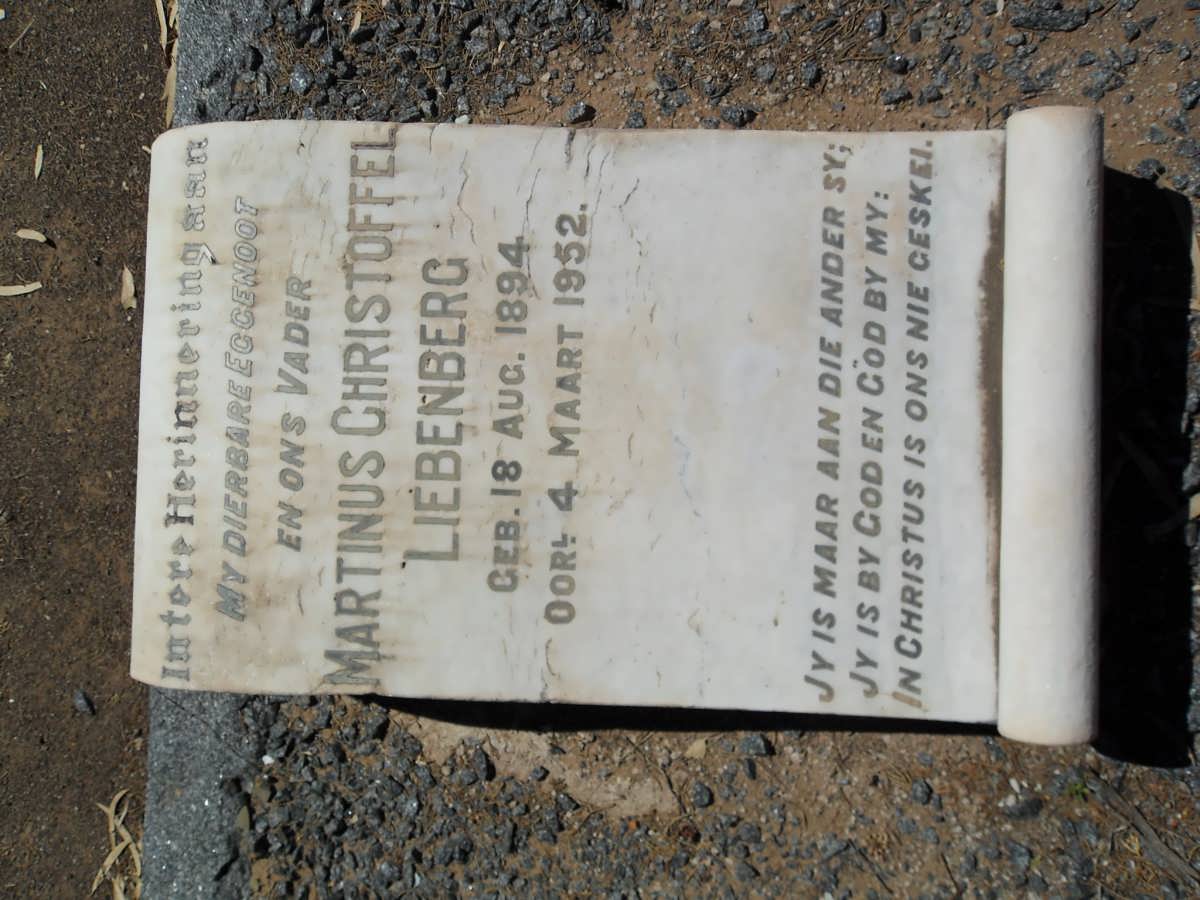 Intere Herinnering aan
MY DIERBARE EGGENOOT
EN ONS VADER
MARTINUS CHRISTOFFEL
LIEBENBERG
GEB. 18 AUG. 1894
OORL. 4 MAART 1952.
JY IS MAAR AAN DIE ANDER SY;
JY IS BY GOD EN GOD BY MY:
IN CHRISTUS IS ONS NIE GESKEI.